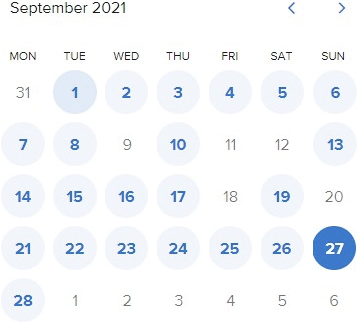 September 2021
MON TUE WED THU FRI SAT SUN
31 1 2 3 4 5 6
7 8 9 10 11 12 13
14 15 16 17 18 19 20
21 22 23 24 25 26 27
28 1 2 3 4 5 6